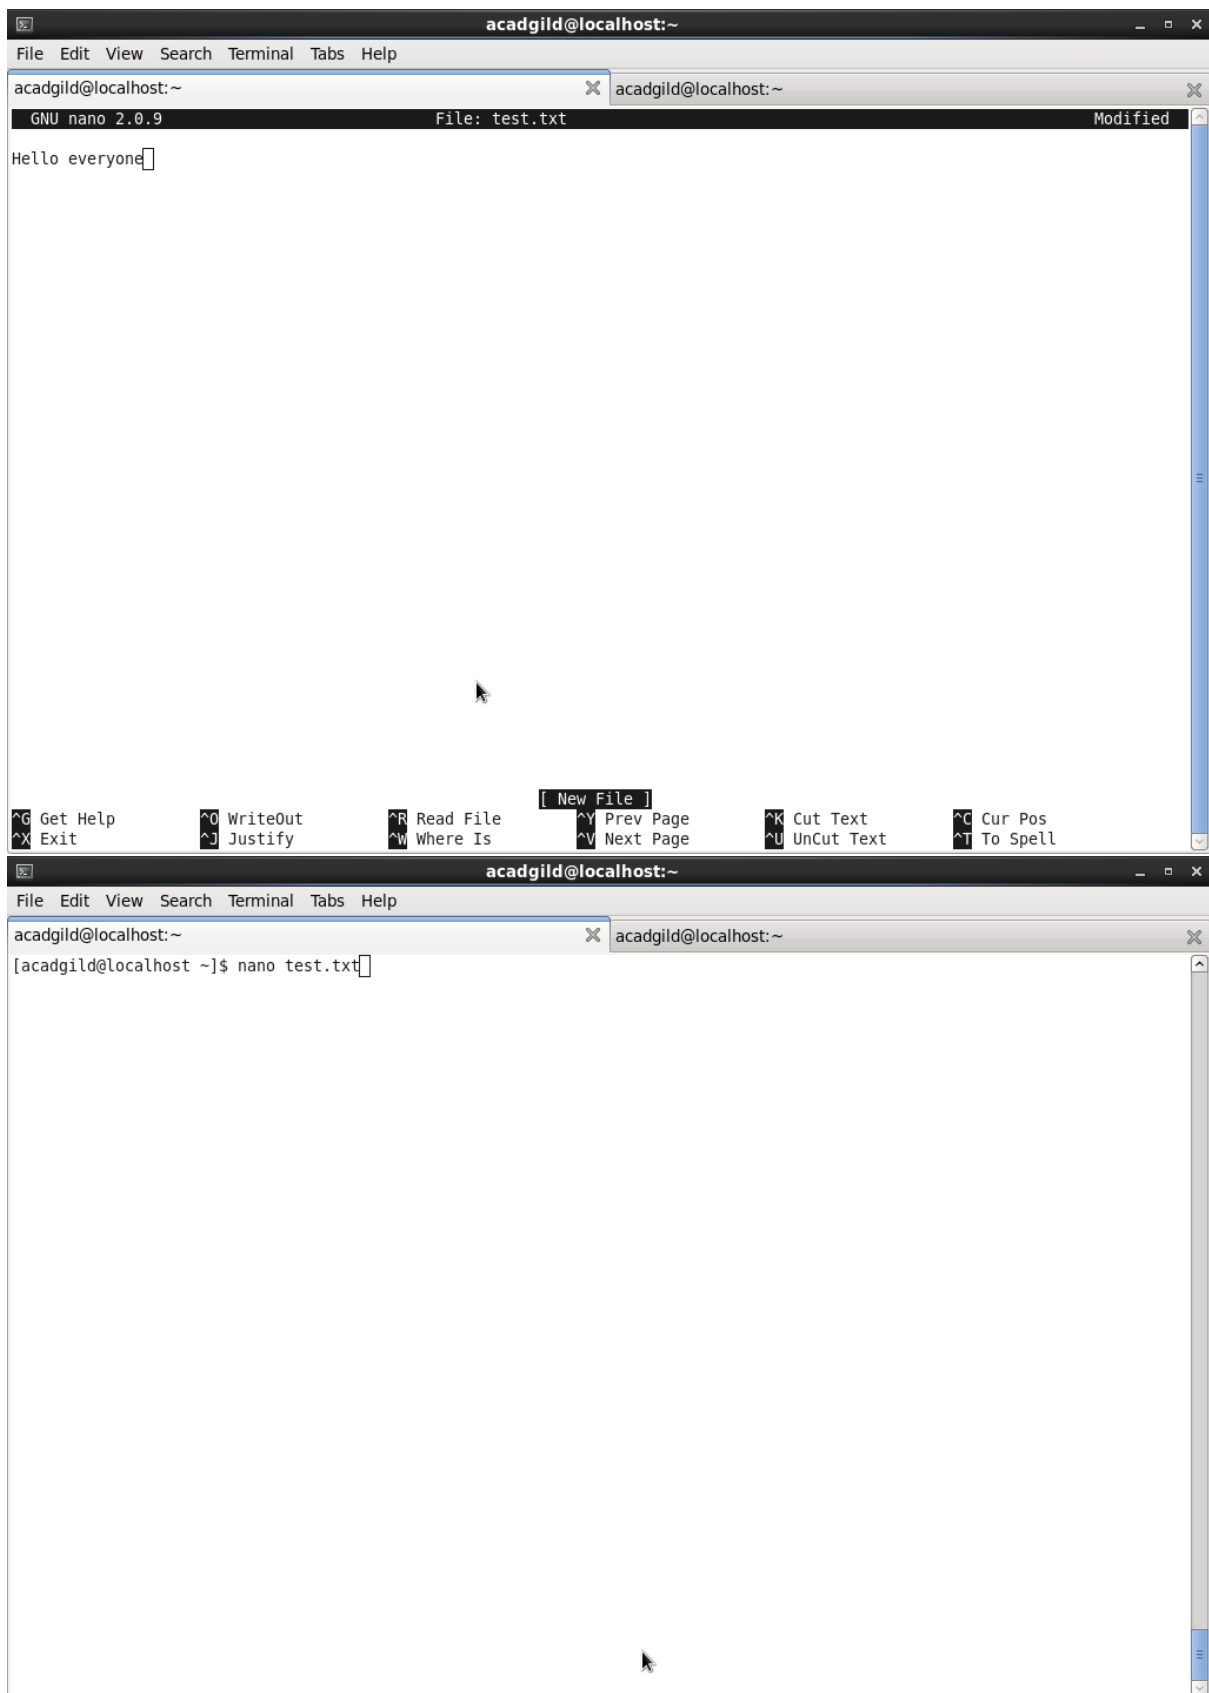 acadgild@localhost:~
File Edit View Search Terminal Tabs Help
acadgild@localhost:~ acadgild@localhost:~
GNU nano 2.0.9 File: test.txt Modified
Hello everyone
[ New File ]
^G Get Help ^O WriteOut ^R Read File ^Y Prev Page ^K Cut Text ^C Cur Pos
^X Exit ^J Justify ^W Where Is ^V Next Page ^U UnCut Text ^T To Spell
acadgild@localhost:~
File Edit View Search Terminal Tabs Help
acadgild@localhost:~ acadgild@localhost:~
[acadgild@localhost ~]$ nano test.txt